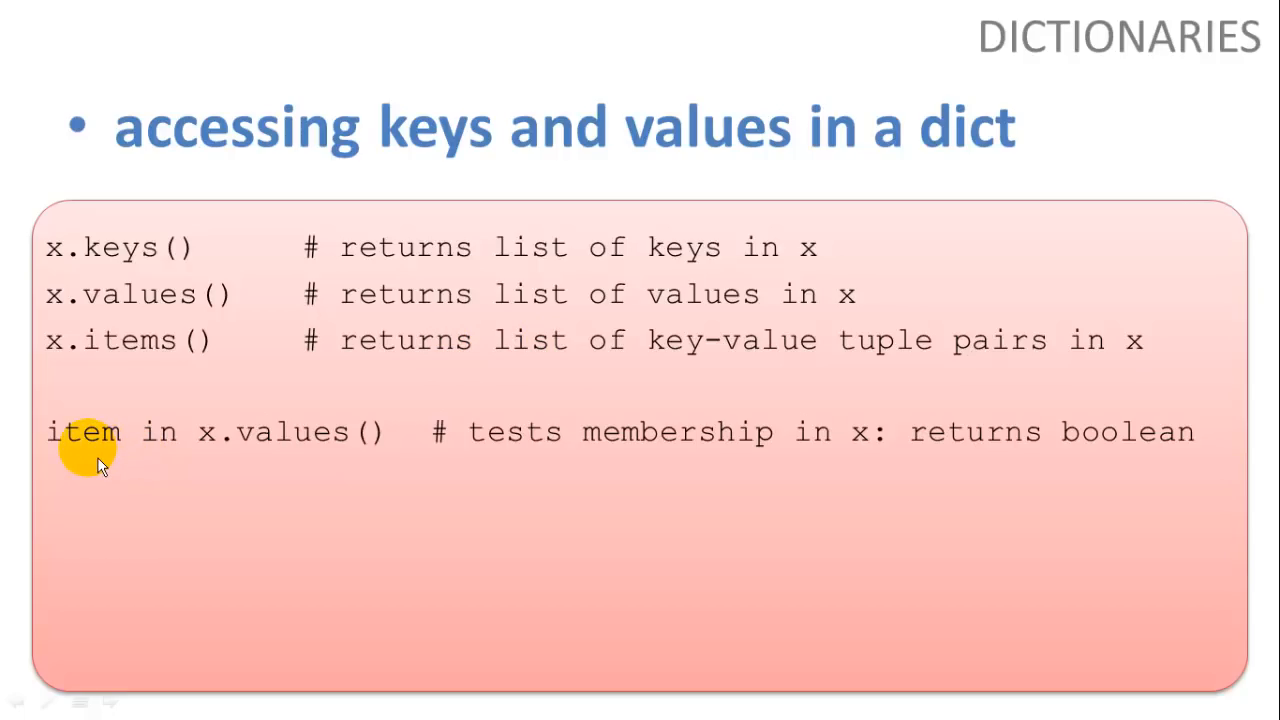 DICTIONARIES
• accessing keys and values in a dict
x.keys() # returns list of keys in x
x.values() # returns list of values in x
x.items() # returns list of key-value tuple pairs in x
item in x.values() # tests membership in x: returns boolean